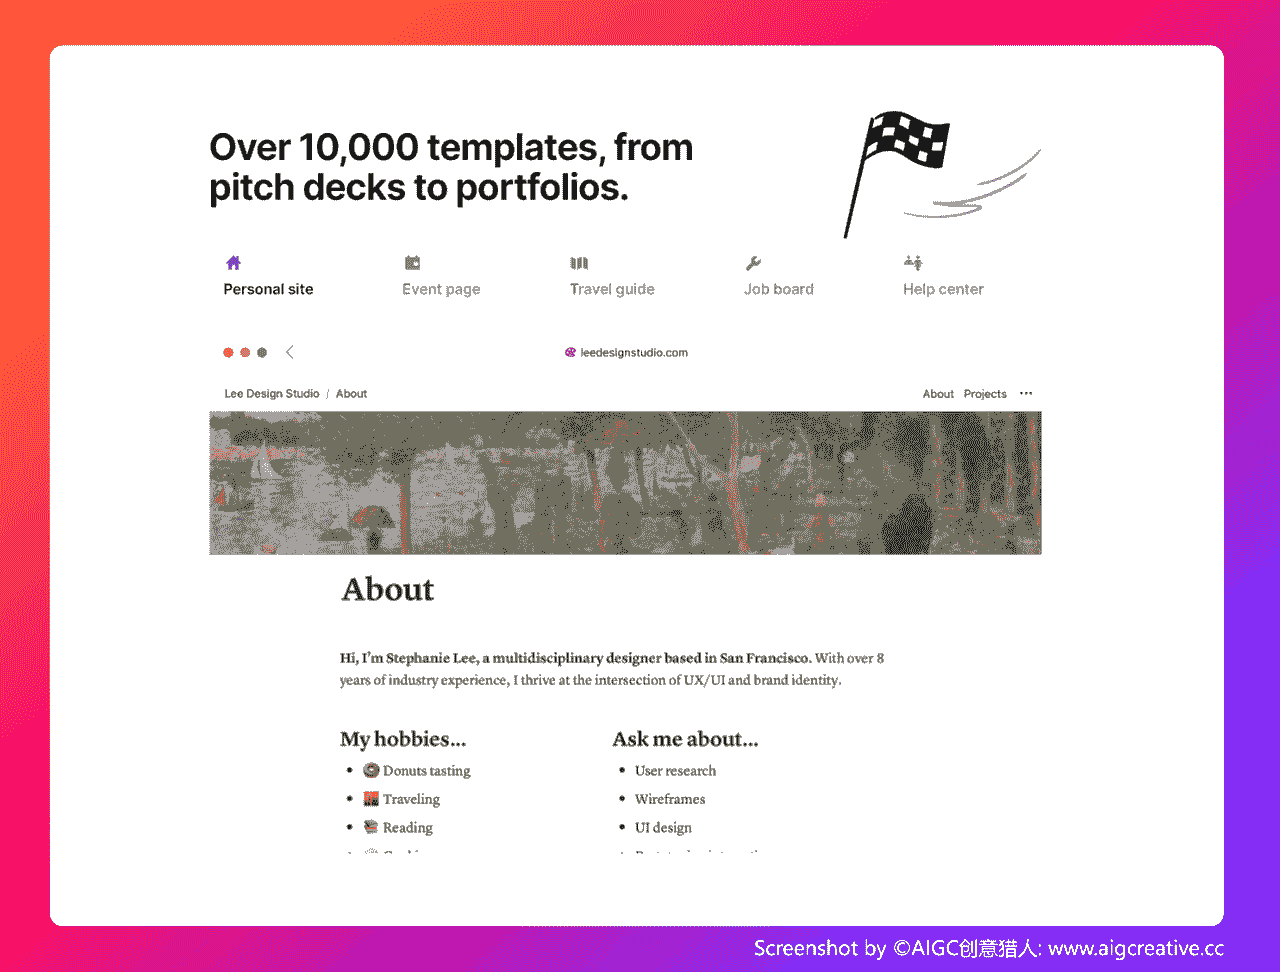 Over 10,000 templates, from
pitch decks to portfolios.
Personal site
Event page
Travel guide
Job board
Help center
leedesignstudio.com
Lee Design Studio / About
About Projects ···
About
Hi, I'm Stephanie Lee, a multidisciplinary designer based in San Francisco. With over 8
years of industry experience, I thrive at the intersection of UX/UI and brand identity.
My hobbies...
• Donuts tasting
• Traveling
• Reading
Ask me about...
• User research
• Wireframes
• UI design
Screenshot by ©AIGC创意猎人: www.aigcreative.cc